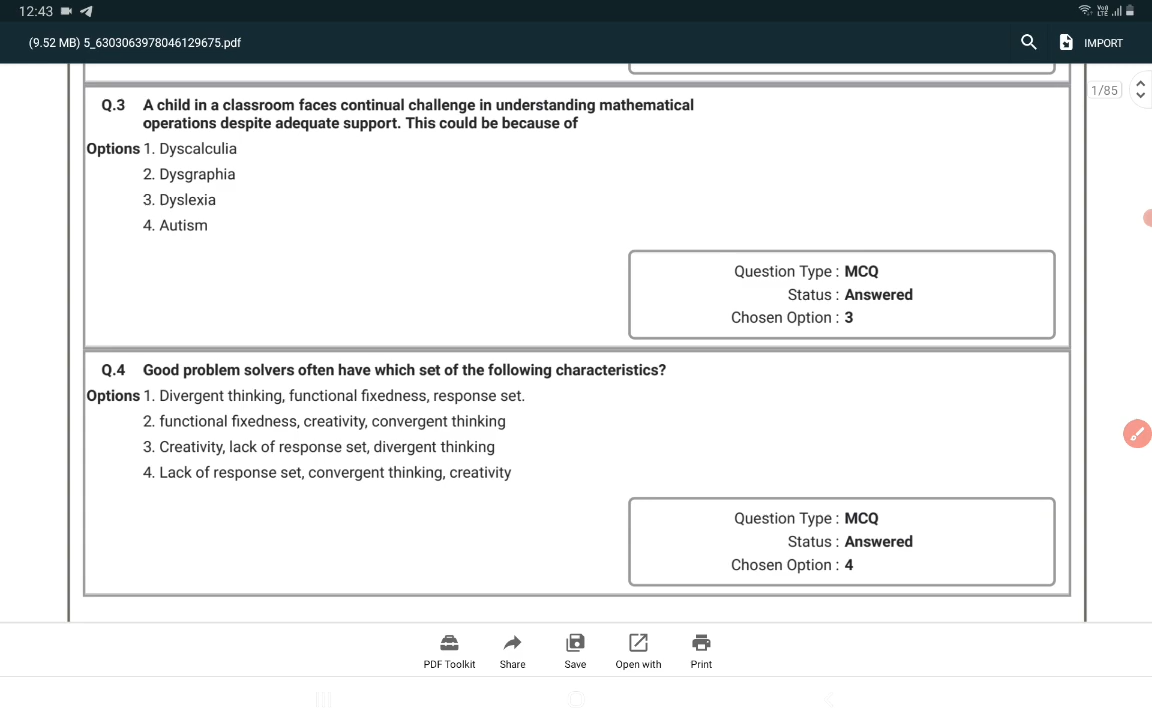 12:43
Vo))
LTE
(9.52 MB) 5_6303063978046129675.pdf
IMPORT
1/85
Q.3 A child in a classroom faces continual challenge in understanding mathematical
operations despite adequate support. This could be because of
Options 1. Dyscalculia
2. Dysgraphia
3. Dyslexia
4. Autism
Question Type : MCQ
Status : Answered
Chosen Option : 3
Q.4 Good problem solvers often have which set of the following characteristics?
Options 1. Divergent thinking, functional fixedness, response set.
2. functional fixedness, creativity, convergent thinking
3. Creativity, lack of response set, divergent thinking
4. Lack of response set, convergent thinking, creativity
Question Type : MCQ
Status : Answered
Chosen Option : 4
PDF Toolkit Share Save Open with Print